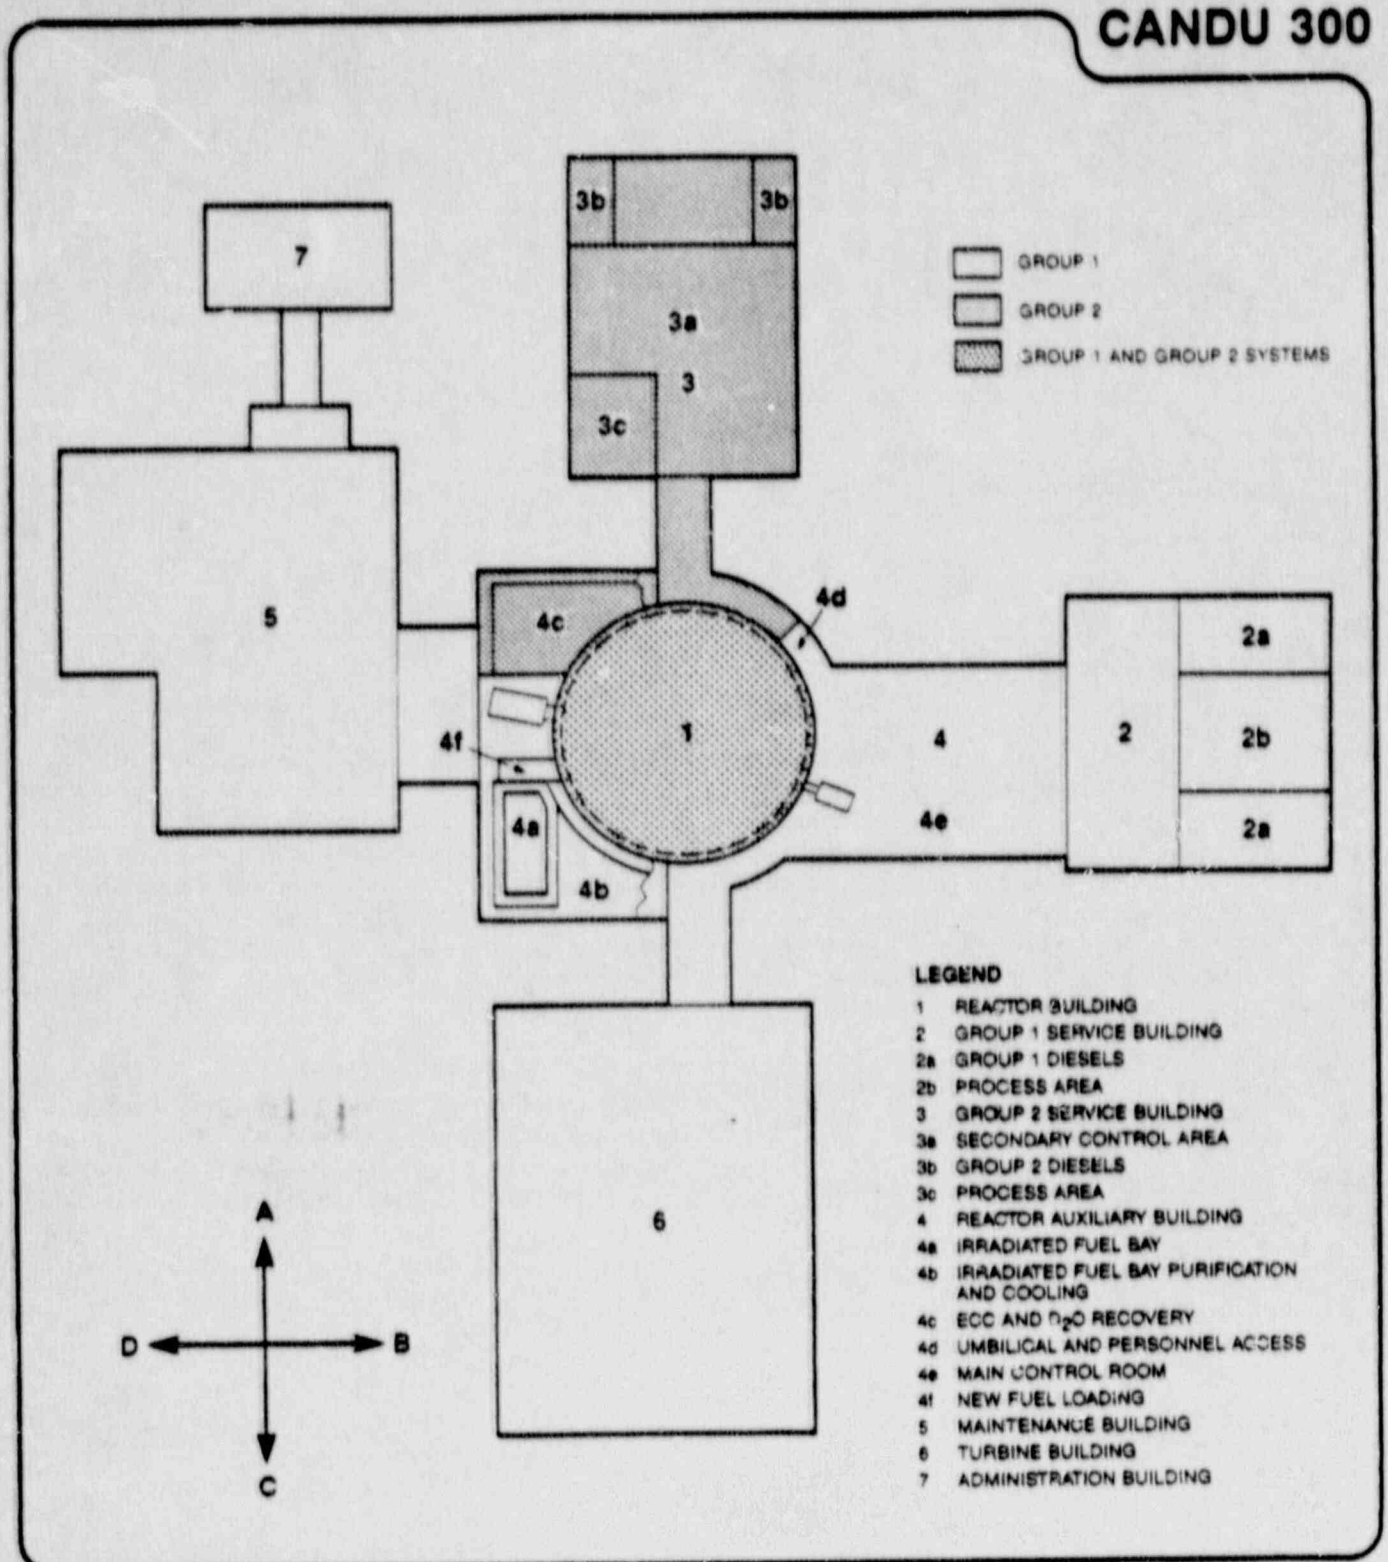 CANDU 300
3b
3b
7
GROUP 1
GROUP 2
GROUP 1 AND GROUP 2 SYSTEMS
3a
3
3c
4d
4c
5
2a
1
4
2
2b
4f
4a
4e
2a
4b
LEGEND
1 REACTOR BUILDING
2 GROUP 1 SERVICE BUILDING
2a GROUP 1 DIESELS
2b PROCESS AREA
3 GROUP 2 SERVICE BUILDING
3a SECONDARY CONTROL AREA
3b GROUP 2 DIESELS
3c PROCESS AREA
4 REACTOR AUXILIARY BUILDING
4a IRRADIATED FUEL BAY
4b IRRADIATED FUEL BAY PURIFICATION
AND COOLING
4c ECC AND D₂O RECOVERY
4d UMBILICAL AND PERSONNEL ACCESS
4e MAIN CONTROL ROOM
4f NEW FUEL LOADING
5 MAINTENANCE BUILDING
6 TURBINE BUILDING
7 ADMINISTRATION BUILDING
6
A
D
B
C